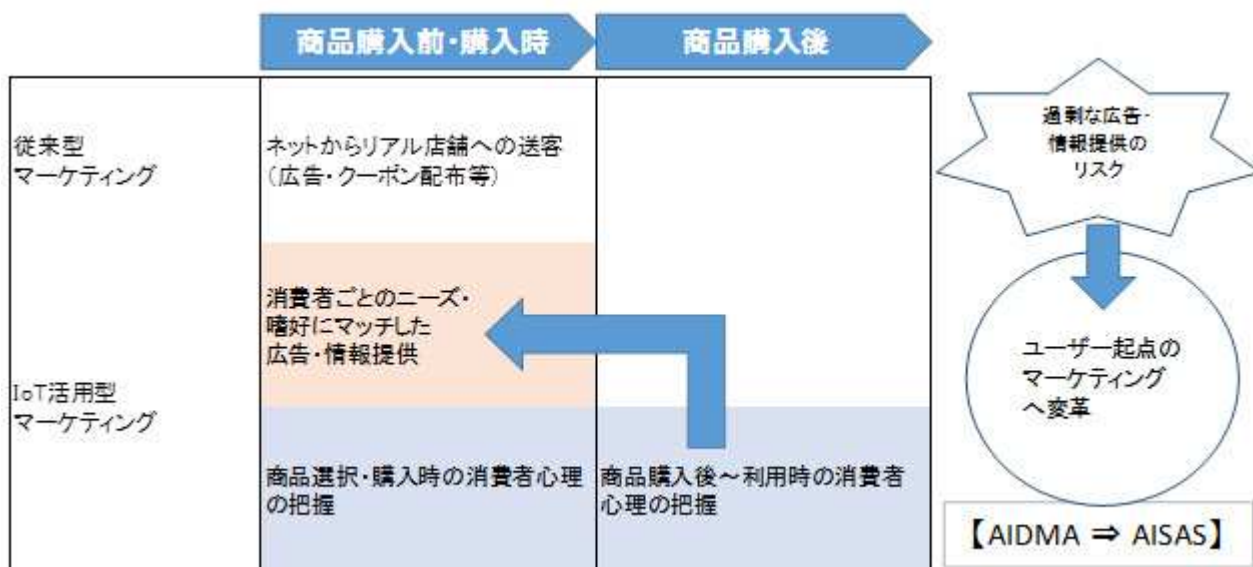 商品購入前・購入時
商品購入後
従来型
マーケティング
ネットからリアル店舗への送客
(広告・クーポン配布等)
消費者ごとのニーズ・
嗜好にマッチした
広告・情報提供
IoT活用型
マーケティング
商品選択・購入時の消費者心理
の把握
商品購入後～利用時の消費者
心理の把握
過剰な広告・
情報提供の
リスク
ユーザー起点の
マーケティング
へ変革
【AIDMA ⇒ AISAS】